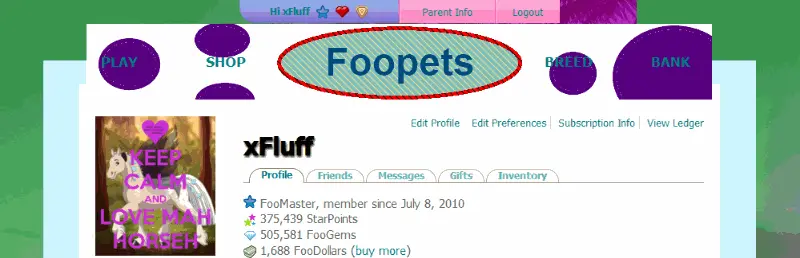 Hi xFluff Parent Info Logout
PLAY SHOP Foopets BREED BANK
Edit Profile Edit Preferences Subscription Info View Ledger
xFluff
Profile Friends Messages Gifts Inventory
FooMaster, member since July 8, 2010
375,439 StarPoints
505,581 FooGems
1,688 FooDollars (buy more)
KEEP
CALM
AND
LOVE MAH
HORSEH